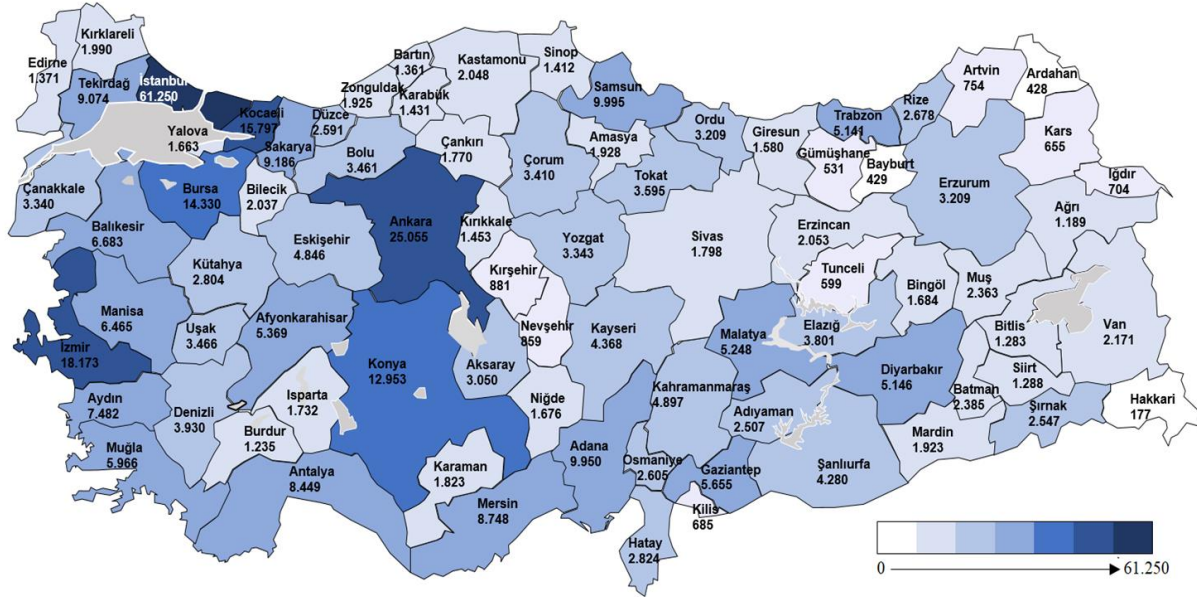 Kırklareli
1.990
Edirne
1.371
Tekirdağ
9.074
İstanbul
61.250
Kocaeli
15.797
Yalova
1.663
Sakarya
9.186
Düzce
2.591
Zonguldak
1.925
Bartın
1.361
Karabük
1.431
Kastamonu
2.048
Sinop
1.412
Samsun
9.995
Bolu
3.461
Çankırı
1.770
Çorum
3.410
Amasya
1.928
Tokat
3.595
Ordu
3.209
Giresun
1.580
Trabzon
5.141
Rize
2.678
Artvin
754
Ardahan
428
Kars
655
Iğdır
704
Gümüşhane
531
Bayburt
429
Erzurum
3.209
Ağrı
1.189
Çanakkale
3.340
Balıkesir
6.683
Bursa
14.330
Bilecik
2.037
Eskişehir
4.846
Kütahya
2.804
Ankara
25.055
Kırıkkale
1.453
Kırşehir
881
Yozgat
3.343
Sivas
1.798
Erzincan
2.053
Tunceli
599
Bingöl
1.684
Muş
2.363
Bitlis
1.283
Van
2.171
Manisa
6.465
İzmir
18.173
Uşak
3.466
Afyonkarahisar
5.369
Konya
12.953
Aksaray
3.050
Nevşehir
859
Kayseri
4.368
Malatya
5.248
Elazığ
3.801
Diyarbakır
5.146
Batman
2.385
Siirt
1.288
Şırnak
2.547
Hakkari
177
Aydın
7.482
Denizli
3.930
Isparta
1.732
Burdur
1.235
Muğla
5.966
Antalya
8.449
Karaman
1.823
Niğde
1.676
Mersin
8.748
Adana
9.950
Kahramanmaraş
4.897
Adıyaman
2.507
Osmaniye
2.605
Gaziantep
5.655
Kilis
685
Hatay
2.824
Şanlıurfa
4.280
Mardin
1.923
0
61.250